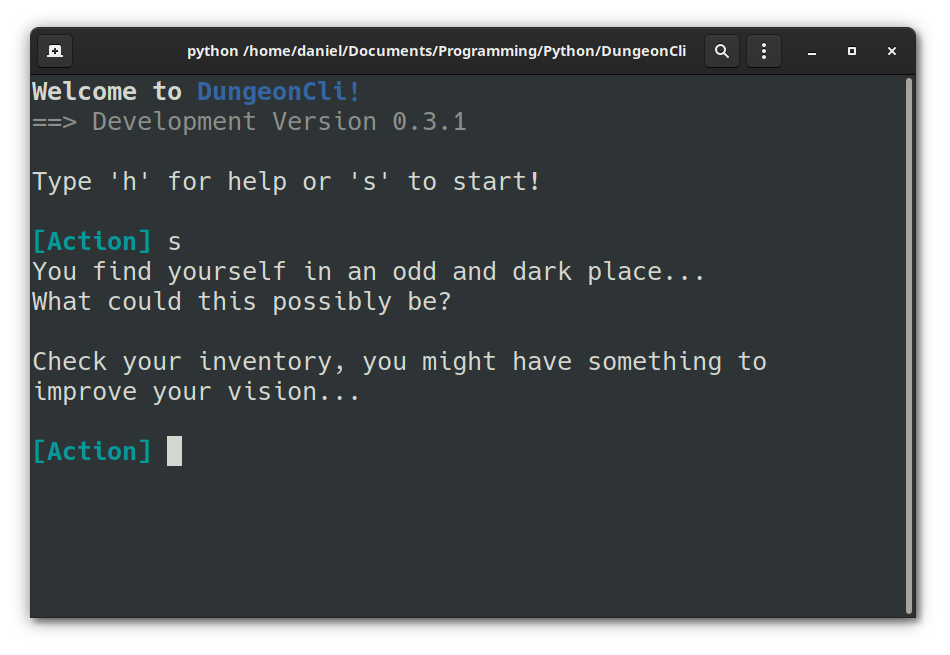 python /home/daniel/Documents/Programming/Python/DungeonCli
Welcome to DungeonCli!
==> Development Version 0.3.1
Type 'h' for help or 's' to start!
[Action] s
You find yourself in an odd and dark place...
What could this possibly be?
Check your inventory, you might have something to
improve your vision...
[Action]